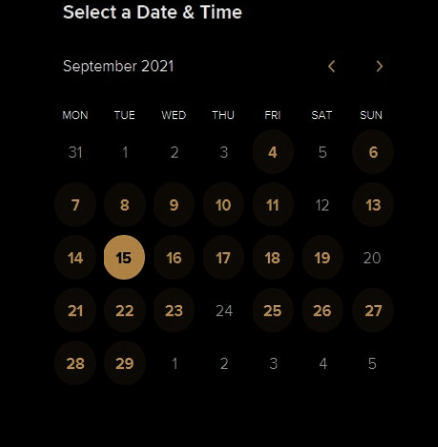 Select a Date & Time
September 2021
MON TUE WED THU FRI SAT SUN
31 1 2 3 4 5 6
7 8 9 10 11 12 13
14 15 16 17 18 19 20
21 22 23 24 25 26 27
28 29 1 2 3 4 5